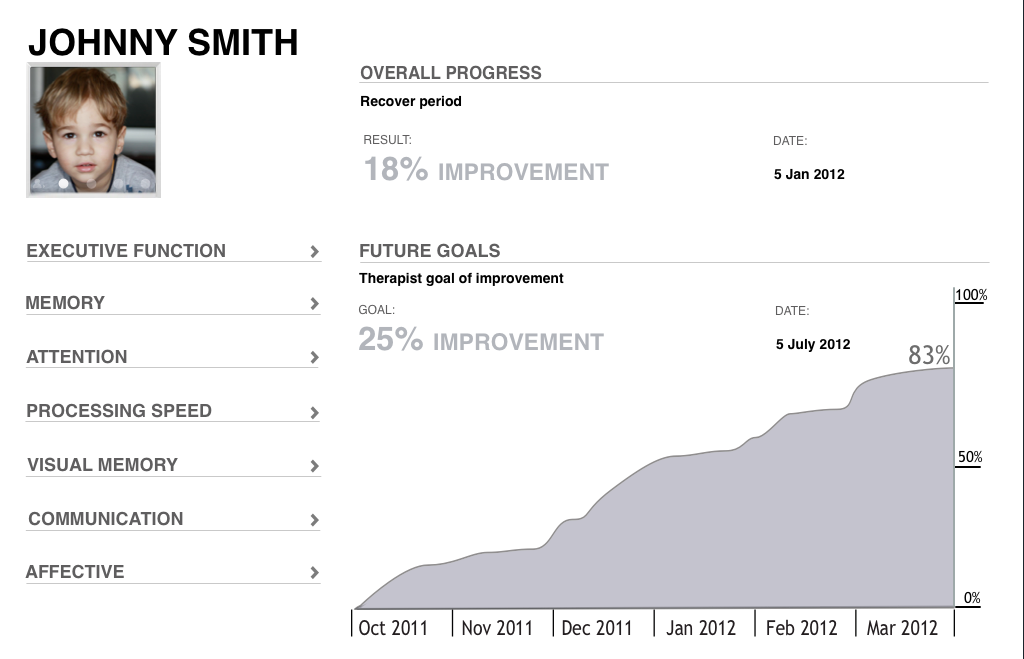 JOHNNY SMITH
OVERALL PROGRESS
Recover period
RESULT:
DATE:
18% IMPROVEMENT
5 Jan 2012
EXECUTIVE FUNCTION
MEMORY
ATTENTION
PROCESSING SPEED
VISUAL MEMORY
COMMUNICATION
AFFECTIVE
FUTURE GOALS
Therapist goal of improvement
GOAL:
DATE:
25% IMPROVEMENT
5 July 2012
100%
83%
50%
0%
Oct 2011
Nov 2011
Dec 2011
Jan 2012
Feb 2012
Mar 2012